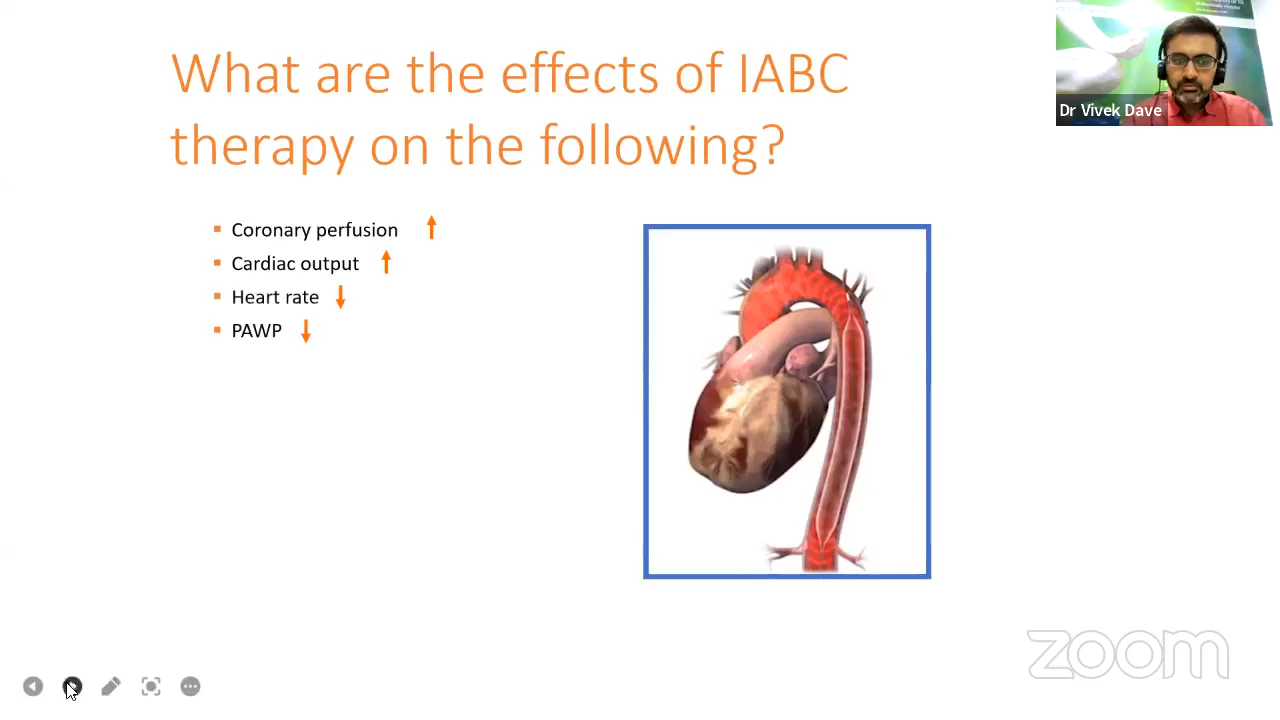 What are the effects of IABC
therapy on the following?
Dr Vivek Dave
Coronary perfusion
Cardiac output
Heart rate
PAWP
zoom